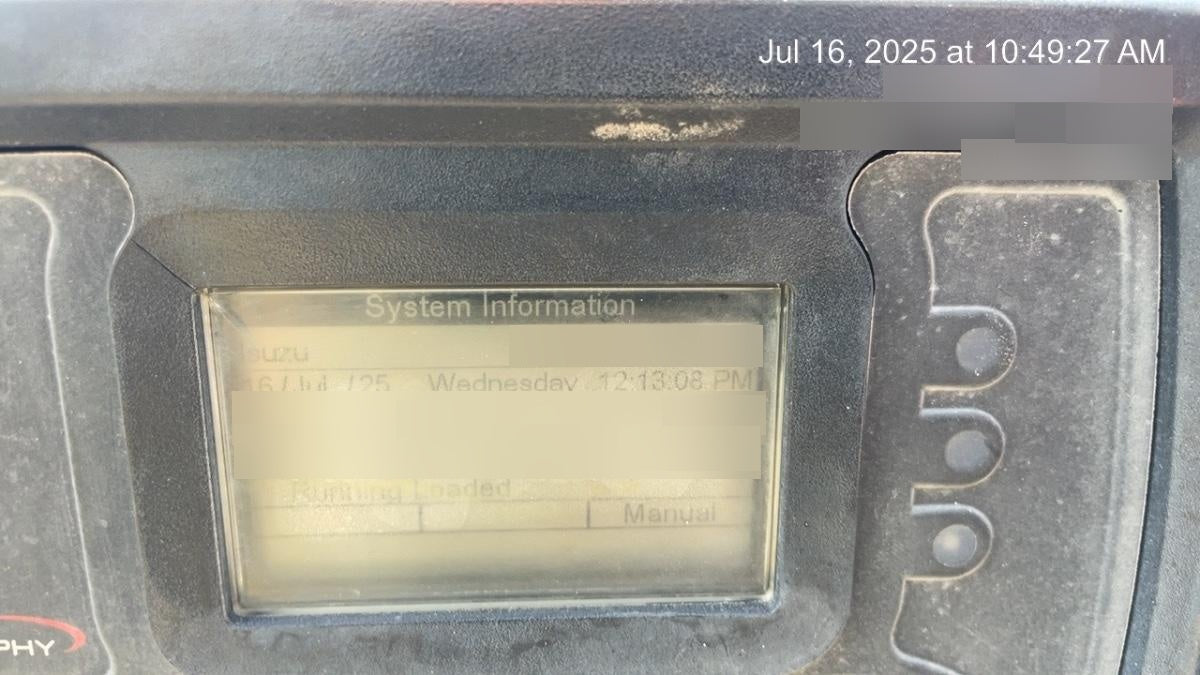 Jul 16, 2025 at 10:49:27 AM
System Information
suzu
16/Jul /25 Wednesday 12:13:08 PM
Running Loaded
Manual
PHY